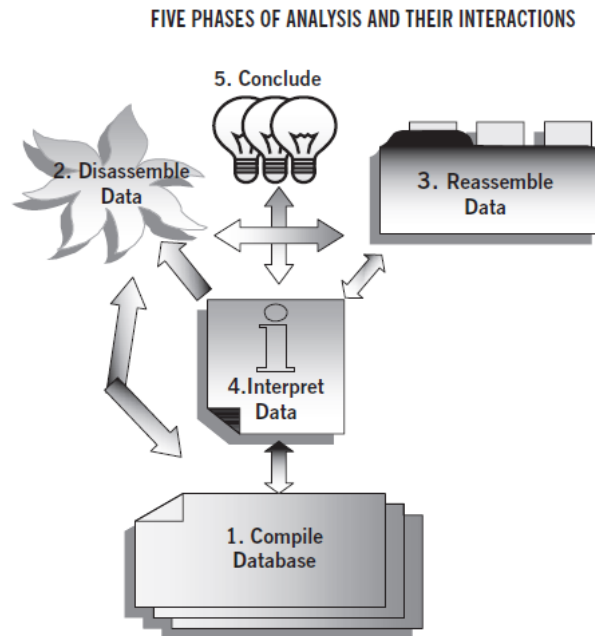 FIVE PHASES OF ANALYSIS AND THEIR INTERACTIONS
5. Conclude
2. Disassemble
Data
3. Reassemble
Data
i
4.Interpret
Data
1. Compile
Database